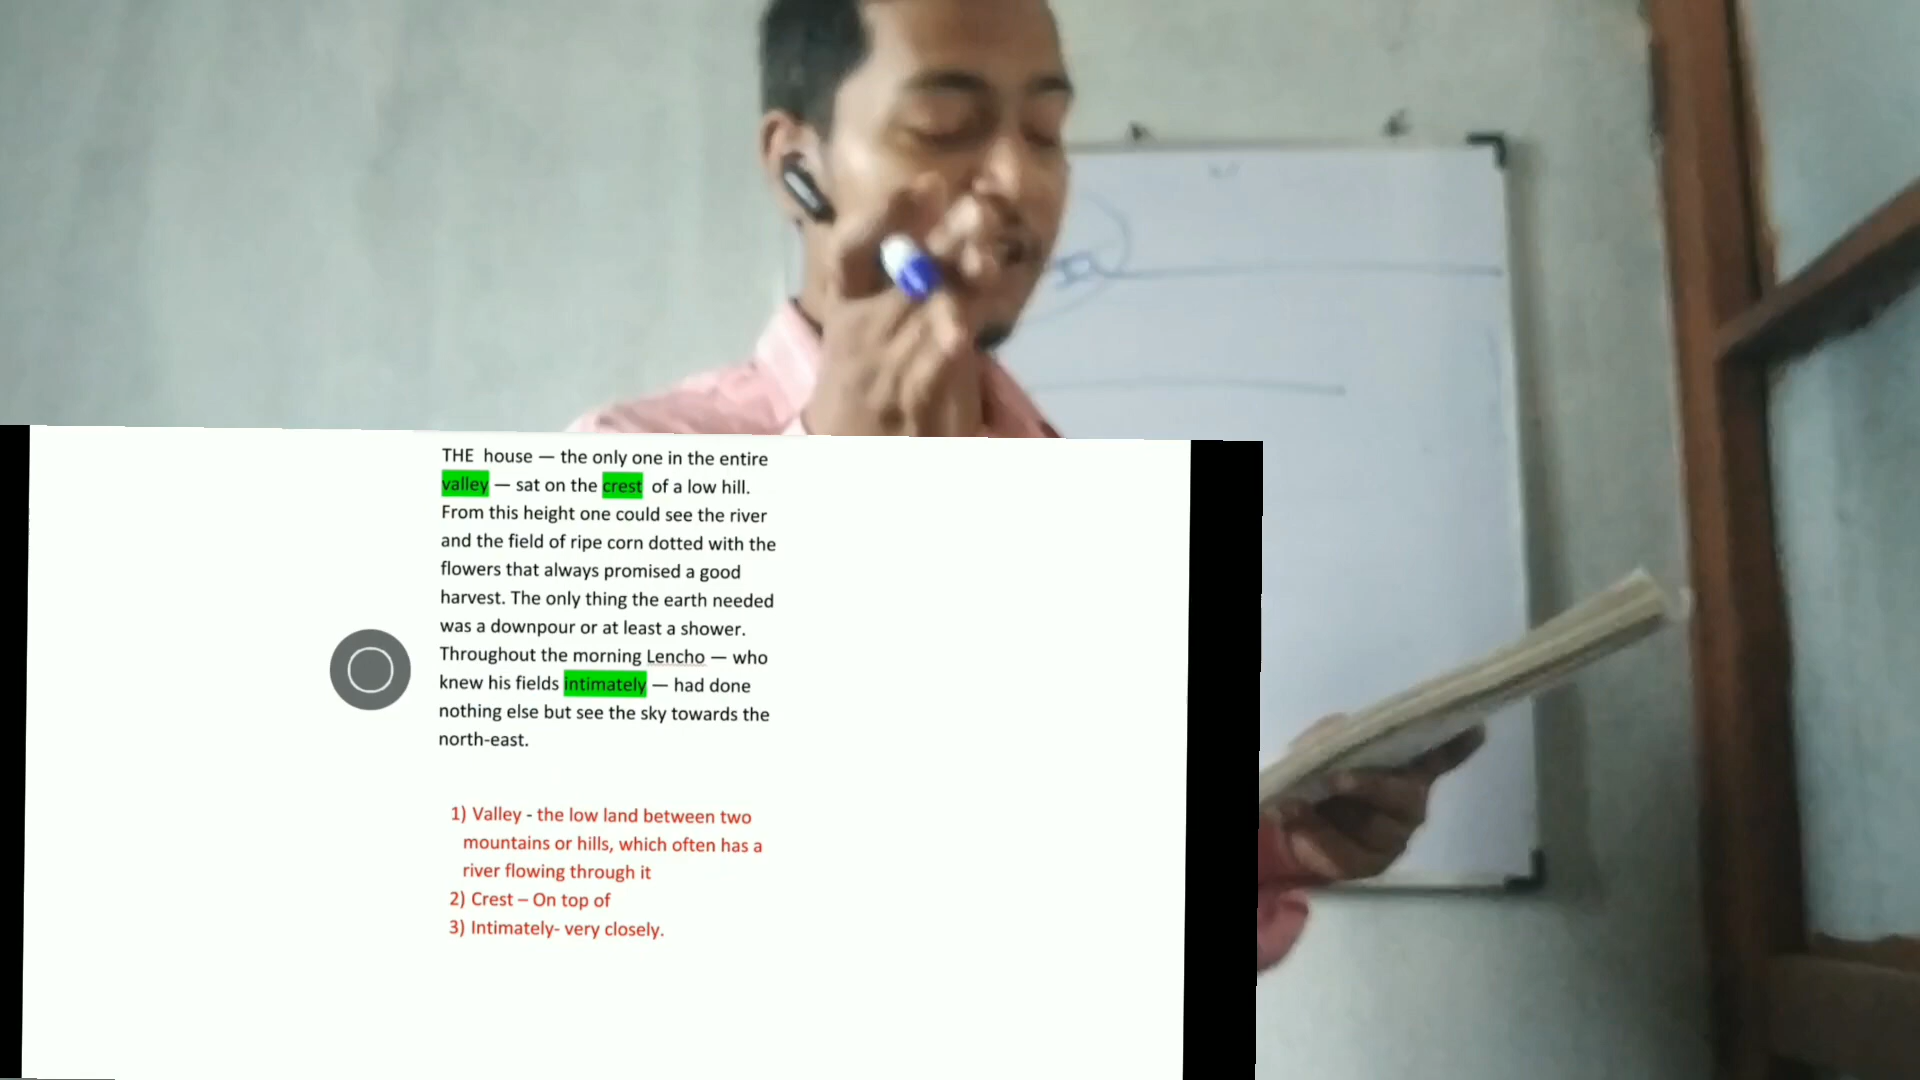 THE house — the only one in the entire
valley — sat on the crest of a low hill.
From this height one could see the river
and the field of ripe corn dotted with the
flowers that always promised a good
harvest. The only thing the earth needed
was a downpour or at least a shower.
Throughout the morning Lencho — who
knew his fields intimately — had done
nothing else but see the sky towards the
north-east.
1) Valley - the low land between two
mountains or hills, which often has a
river flowing through it
2) Crest – On top of
3) Intimately- very closely.